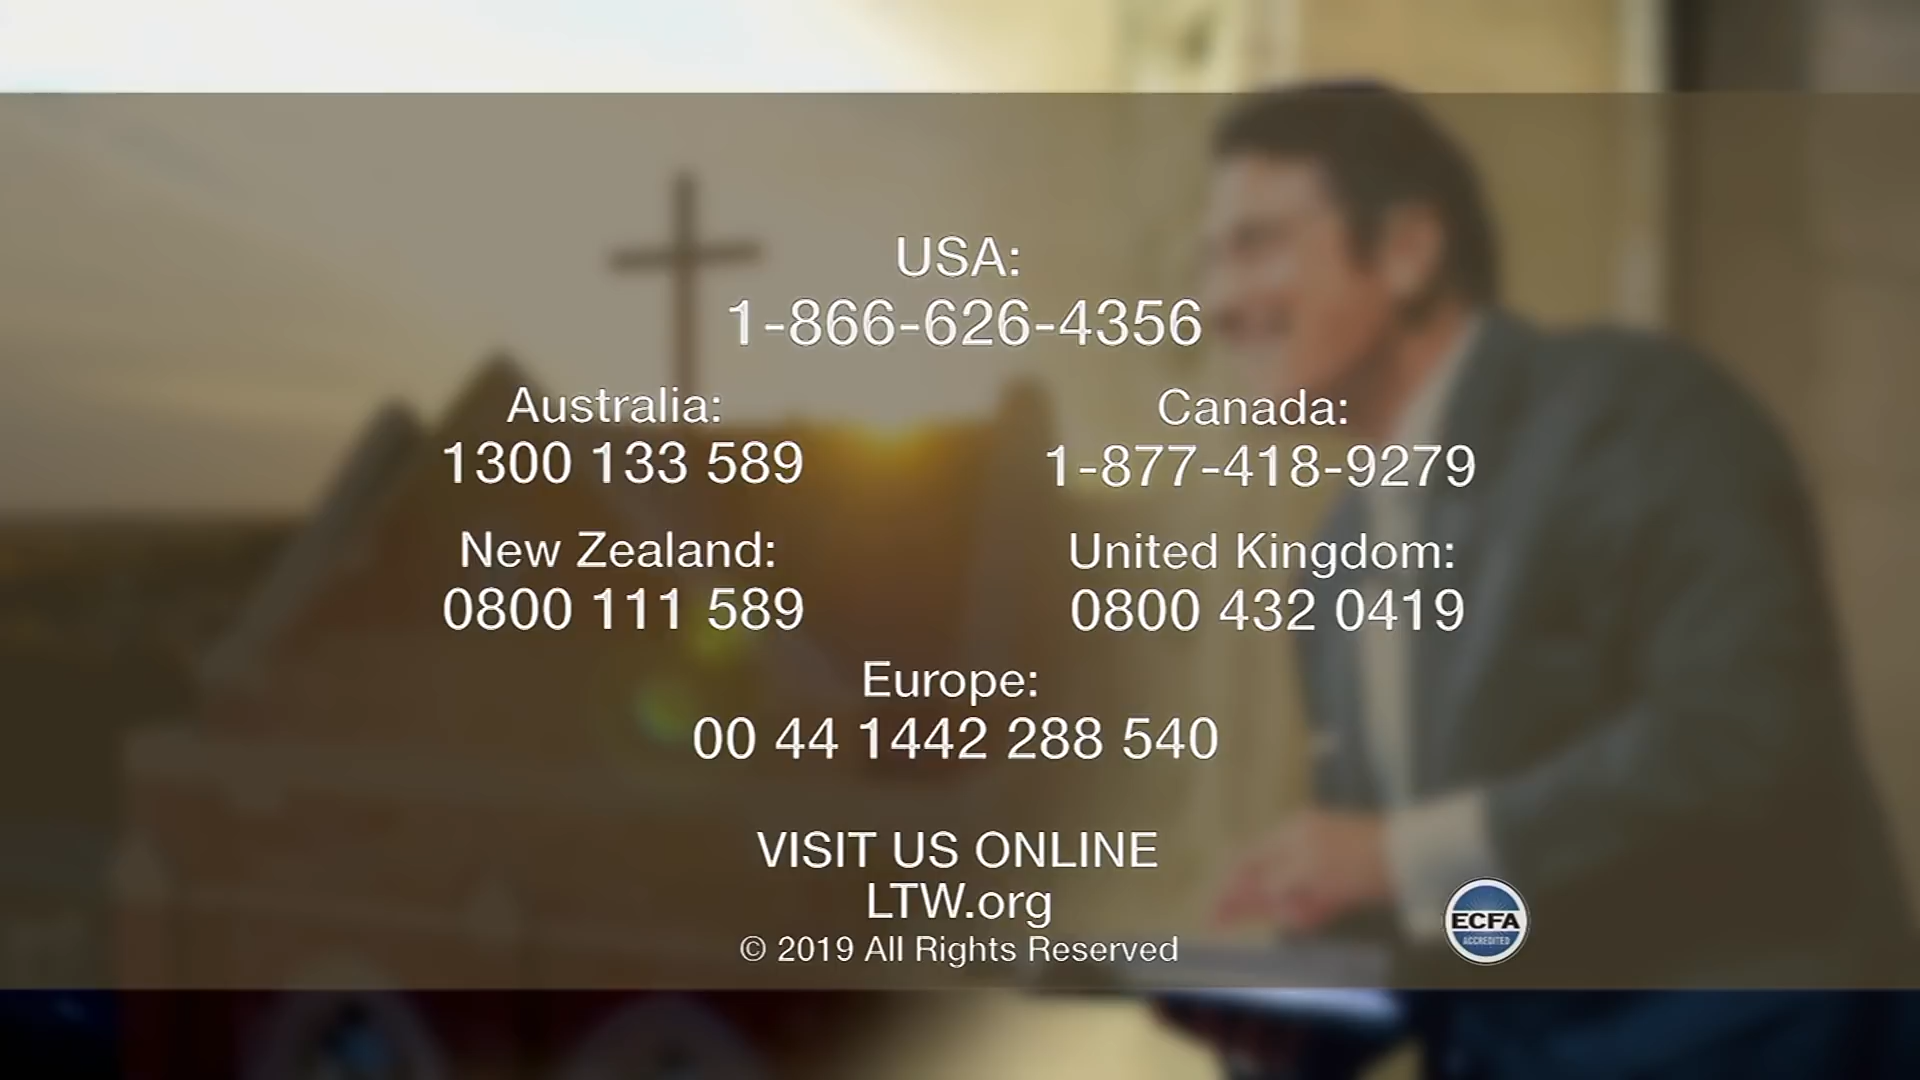 USA:
1-866-626-4356
Australia:
1300 133 589
Canada:
1-877-418-9279
New Zealand:
0800 111 589
United Kingdom:
0800 432 0419
Europe:
00 44 1442 288 540
VISIT US ONLINE
LTW.org
© 2019 All Rights Reserved
ECFA
ACCREDITED